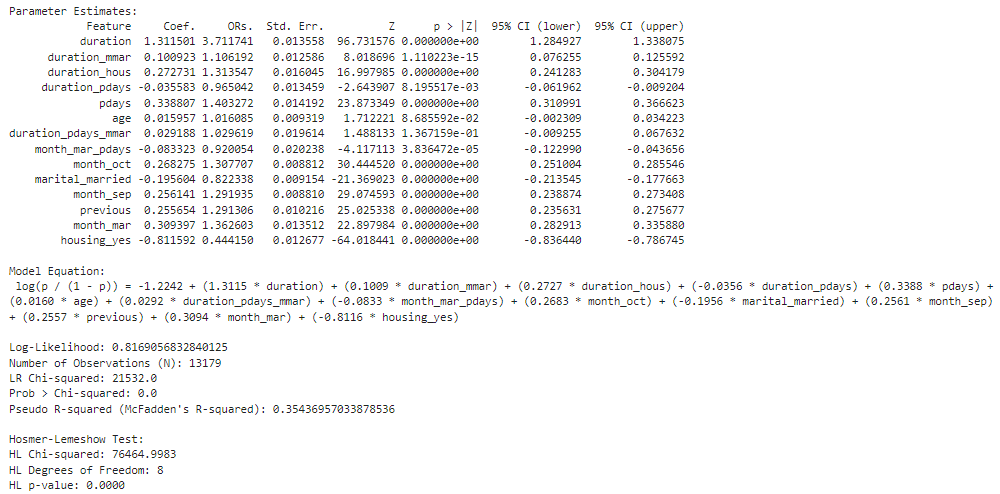 Parameter Estimates:
Feature Coef. ORs. Std. Err. Z p > |Z| 95% CI (lower) 95% CI (upper)
duration 1.311501 3.711741 0.013558 96.731576 0.000000e+00 1.284927 1.338075
duration_mmar 0.100923 1.106192 0.012586 8.018696 1.110223e-15 0.076255 0.125592
duration_hous 0.272731 1.313547 0.016045 16.997985 0.000000e+00 0.241283 0.304179
duration_pdays -0.035583 0.965042 0.013459 -2.643907 8.195517e-03 -0.061962 -0.009204
pdays 0.338807 1.403272 0.014192 23.873349 0.000000e+00 0.310991 0.366623
age 0.015957 1.016085 0.009319 1.712221 8.685592e-02 -0.002309 0.034223
duration_pdays_mmar 0.029188 1.029619 0.019614 1.488133 1.367159e-01 -0.009255 0.067632
month_mar_pdays -0.083323 0.920054 0.020238 -4.117113 3.836472e-05 -0.122990 -0.043656
month_oct 0.268275 1.307707 0.008812 30.444520 0.000000e+00 0.251004 0.285546
marital_married -0.195604 0.822338 0.009154 -21.369023 0.000000e+00 -0.213545 -0.177663
month_sep 0.256141 1.291935 0.008810 29.074593 0.000000e+00 0.238874 0.273408
previous 0.255654 1.291306 0.010216 25.025338 0.000000e+00 0.235631 0.275677
month_mar 0.309397 1.362603 0.013512 22.897984 0.000000e+00 0.282913 0.335880
housing_yes -0.811592 0.444150 0.012677 -64.018441 0.000000e+00 -0.836440 -0.786745
Model Equation:
log(p / (1 - p)) = -1.2242 + (1.3115 * duration) + (0.1009 * duration_mmar) + (0.2727 * duration_hous) + (-0.0356 * duration_pdays) + (0.3388 * pdays) +
(0.0160 * age) + (0.0292 * duration_pdays_mmar) + (-0.0833 * month_mar_pdays) + (0.2683 * month_oct) + (-0.1956 * marital_married) + (0.2561 * month_sep)
+ (0.2557 * previous) + (0.3094 * month_mar) + (-0.8116 * housing_yes)
Log-Likelihood: 0.8169056832840125
Number of Observations (N): 13179
LR Chi-squared: 21532.0
Prob > Chi-squared: 0.0
Pseudo R-squared (McFadden's R-squared): 0.35436957033878536
Hosmer-Lemeshow Test:
HL Chi-squared: 76464.9983
HL Degrees of Freedom: 8
HL p-value: 0.0000